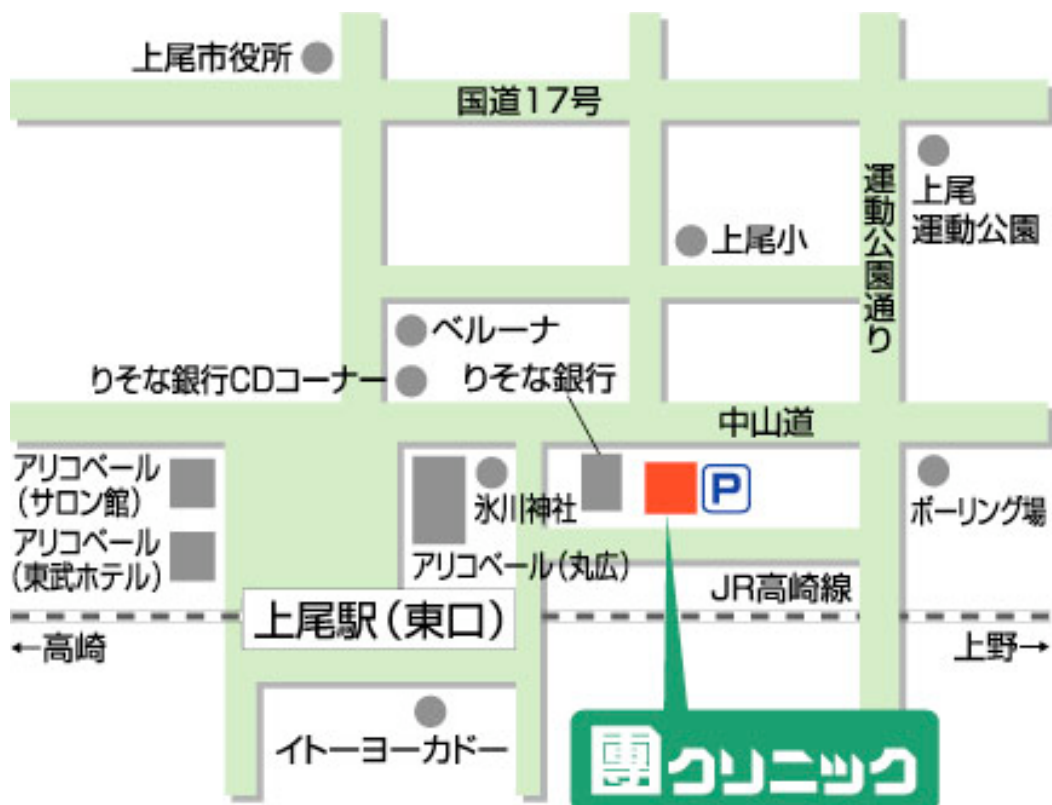 上尾市役所
国道17号
上尾
運動公園
運動公園通り
上尾小
ベルーナ
りそな銀行CDコーナー
りそな銀行
中山道
アリコベール
(サロン館)
アリコベール
(東武ホテル)
氷川神社
P
ボーリング場
アリコベール(丸広)
JR高崎線
上尾駅(東口)
←高崎
上野→
イトーヨーカドー
團クリニック